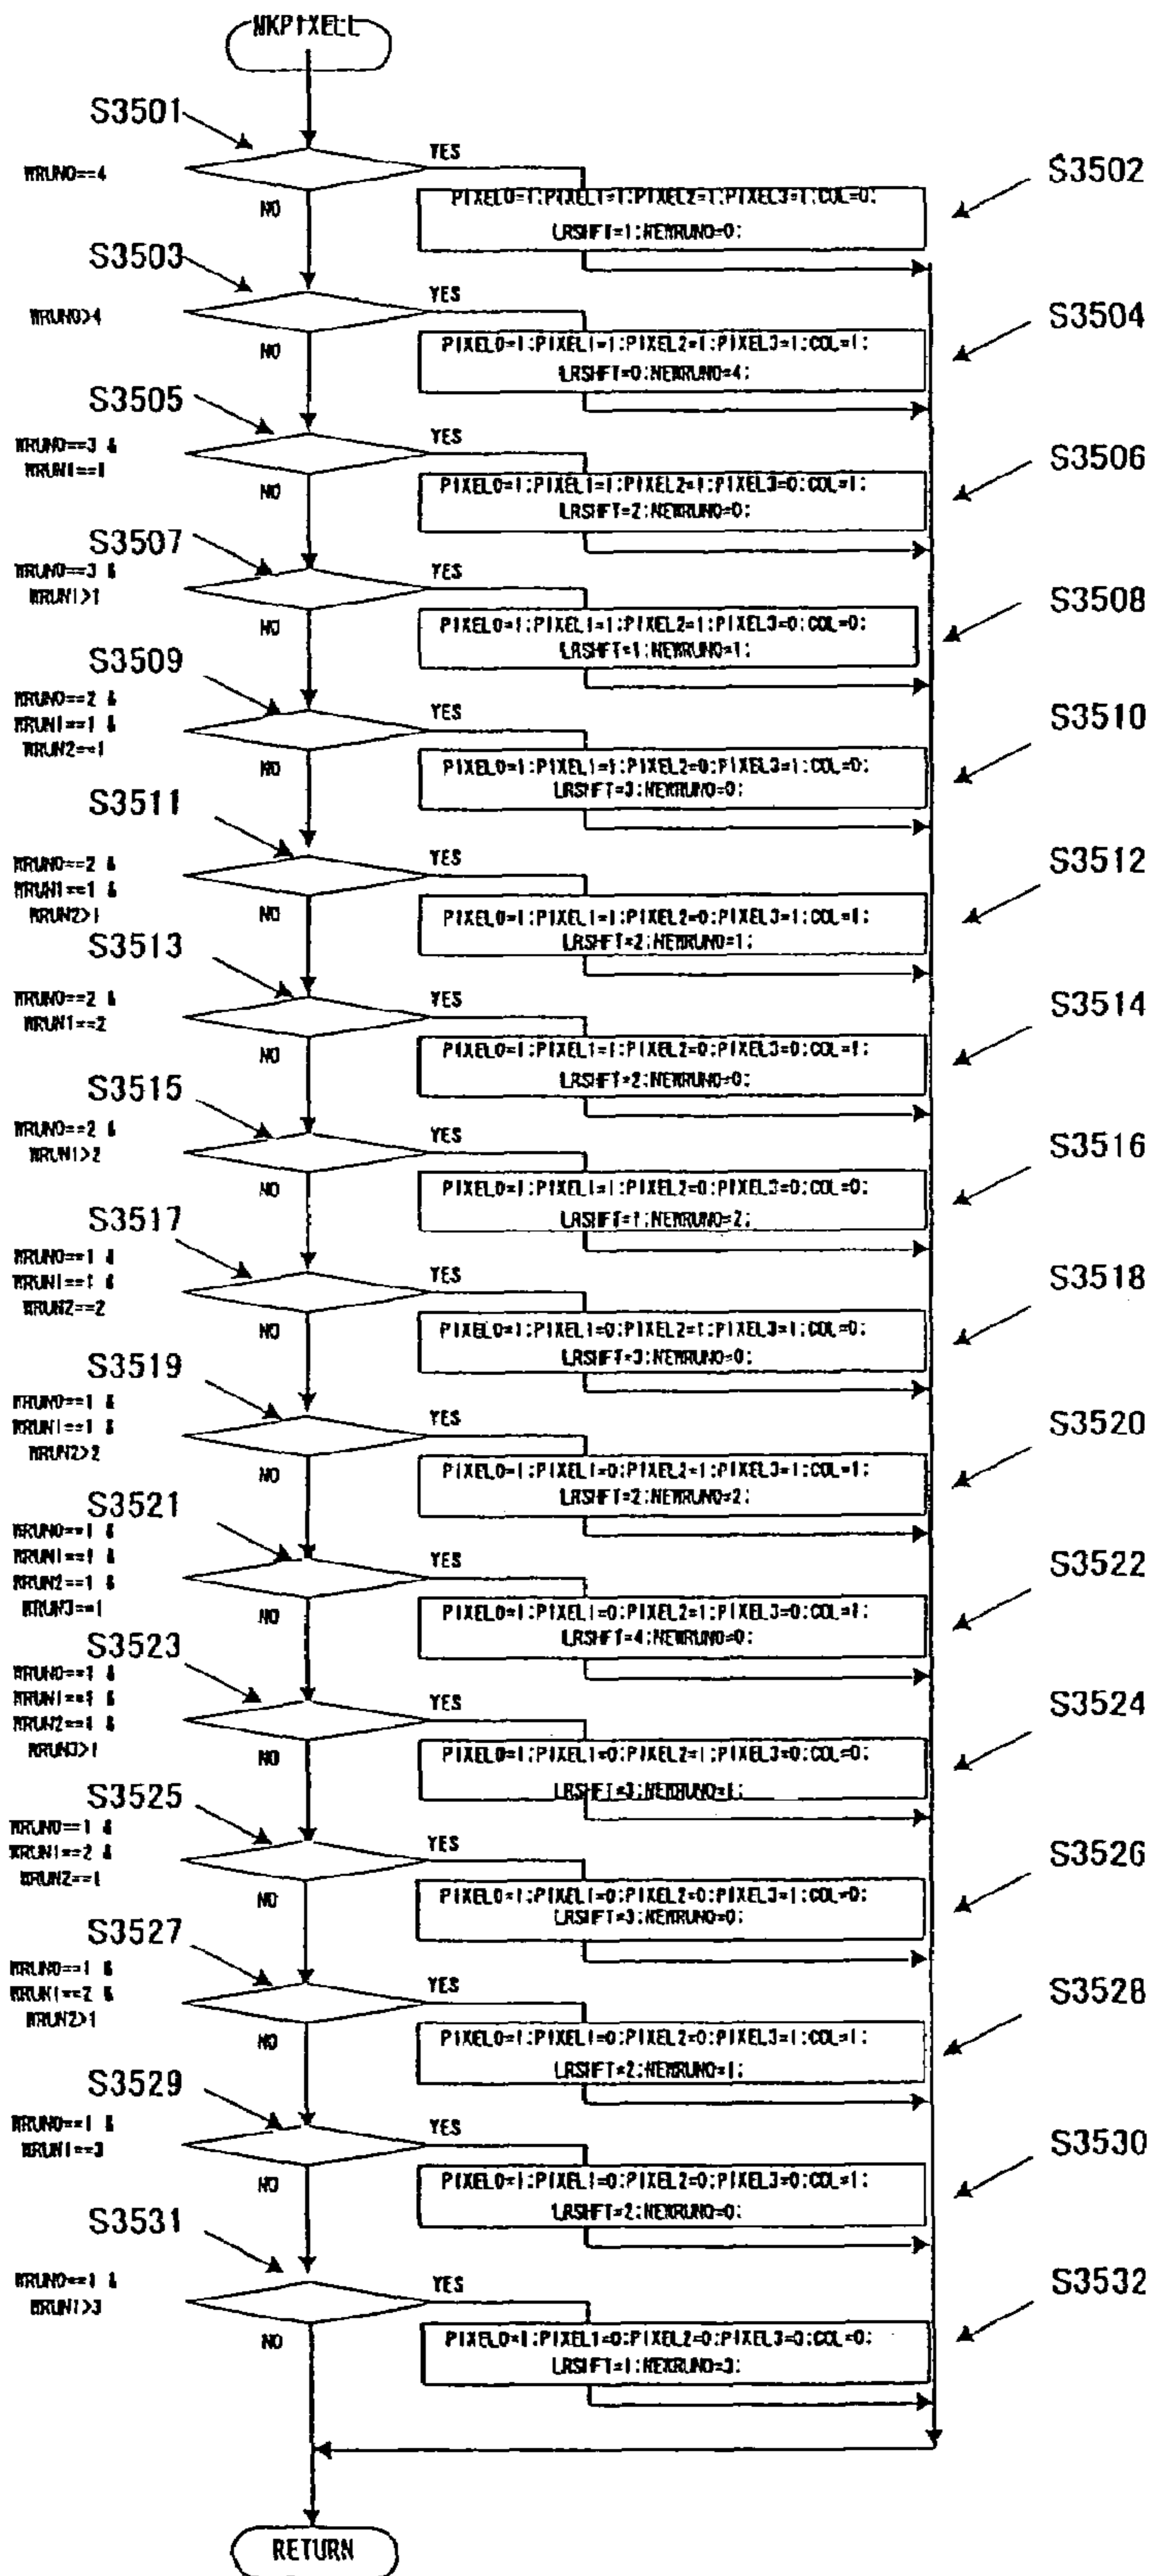 MKPIXELL
S3501
WRUN0==4
YES
NO
S3502
PIXEL0=1;PIXEL1=1;PIXEL2=1;PIXEL3=1;COL=0;
LRSHFT=1;NEWRUN0=0;
S3503
WRUN0>4
YES
NO
S3504
PIXEL0=1;PIXEL1=1;PIXEL2=1;PIXEL3=1;COL=1;
LRSHFT=0;NEWRUN0=4;
S3505
WRUN0==3 &
WRUN1==1
YES
NO
S3506
PIXEL0=1;PIXEL1=1;PIXEL2=1;PIXEL3=0;COL=1;
LRSHFT=2;NEWRUN0=0;
S3507
WRUN0==3 &
WRUN1>1
YES
NO
S3508
PIXEL0=1;PIXEL1=1;PIXEL2=1;PIXEL3=0;COL=0;
LRSHFT=1;NEWRUN0=1;
S3509
WRUN0==2 &
WRUN1==1 &
WRUN2==1
YES
NO
S3510
PIXEL0=1;PIXEL1=1;PIXEL2=0;PIXEL3=1;COL=0;
LRSHFT=3;NEWRUN0=0;
S3511
WRUN0==2 &
WRUN1==1 &
WRUN2>1
YES
NO
S3512
PIXEL0=1;PIXEL1=1;PIXEL2=0;PIXEL3=1;COL=1;
LRSHFT=2;NEWRUN0=1;
S3513
WRUN0==2 &
WRUN1==2
YES
NO
S3514
PIXEL0=1;PIXEL1=1;PIXEL2=0;PIXEL3=0;COL=1;
LRSHFT=2;NEWRUN0=0;
S3515
WRUN0==2 &
WRUN1>2
YES
NO
S3516
PIXEL0=1;PIXEL1=1;PIXEL2=0;PIXEL3=0;COL=0;
LRSHFT=1;NEWRUN0=2;
S3517
WRUN0==1 &
WRUN1==1 &
WRUN2==2
YES
NO
S3518
PIXEL0=1;PIXEL1=0;PIXEL2=1;PIXEL3=1;COL=0;
LRSHFT=3;NEWRUN0=0;
S3519
WRUN0==1 &
WRUN1==1 &
WRUN2>2
YES
NO
S3520
PIXEL0=1;PIXEL1=0;PIXEL2=1;PIXEL3=1;COL=1;
LRSHFT=2;NEWRUN0=2;
S3521
WRUN0==1 &
WRUN1==1 &
WRUN2==1 &
WRUN3==1
YES
NO
S3522
PIXEL0=1;PIXEL1=0;PIXEL2=1;PIXEL3=0;COL=1;
LRSHFT=4;NEWRUN0=0;
S3523
WRUN0==1 &
WRUN1==1 &
WRUN2==1 &
WRUN3>1
YES
NO
S3524
PIXEL0=1;PIXEL1=0;PIXEL2=1;PIXEL3=0;COL=0;
LRSHFT=3;NEWRUN0=1;
S3525
WRUN0==1 &
WRUN1==2 &
WRUN2==1
YES
NO
S3526
PIXEL0=1;PIXEL1=0;PIXEL2=0;PIXEL3=1;COL=0;
LRSHFT=3;NEWRUN0=0;
S3527
WRUN0==1 &
WRUN1==2 &
WRUN2>1
YES
NO
S3528
PIXEL0=1;PIXEL1=0;PIXEL2=0;PIXEL3=1;COL=1;
LRSHFT=2;NEWRUN0=1;
S3529
WRUN0==1 &
WRUN1==3
YES
NO
S3530
PIXEL0=1;PIXEL1=0;PIXEL2=0;PIXEL3=0;COL=1;
LRSHFT=2;NEWRUN0=0;
S3531
WRUN0==1 &
WRUN1>3
YES
NO
S3532
PIXEL0=1;PIXEL1=0;PIXEL2=0;PIXEL3=0;COL=0;
LRSHFT=1;NEWRUN0=3;
RETURN